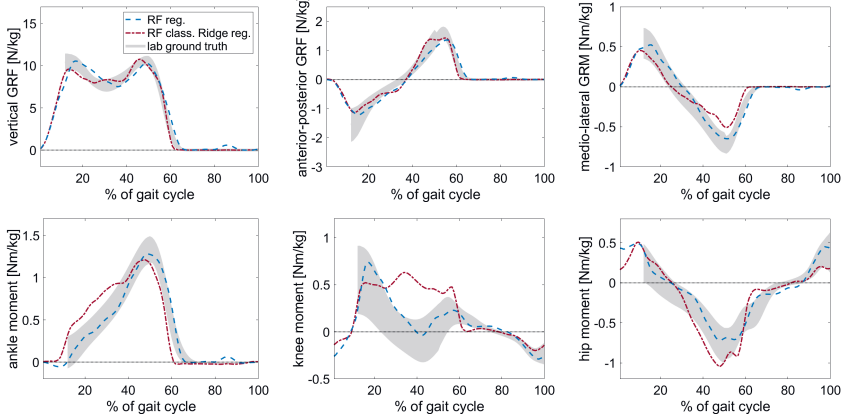 vertical GRF [N/kg]
15
10
5
0
20 40 60 80 100
% of gait cycle
RF reg.
RF class. Ridge reg.
lab ground truth
anterior-posterior GRF [N/kg]
2
1
0
-1
-2
-3
20 40 60 80 100
% of gait cycle
medio-lateral GRM [Nm/kg]
1
0.5
0
-0.5
-1
20 40 60 80 100
% of gait cycle
ankle moment [Nm/kg]
1.5
1
0.5
0
20 40 60 80 100
% of gait cycle
knee moment [Nm/kg]
1
0.5
0
-0.5
20 40 60 80 100
% of gait cycle
hip moment [Nm/kg]
0.5
0
-0.5
-1
20 40 60 80 100
% of gait cycle